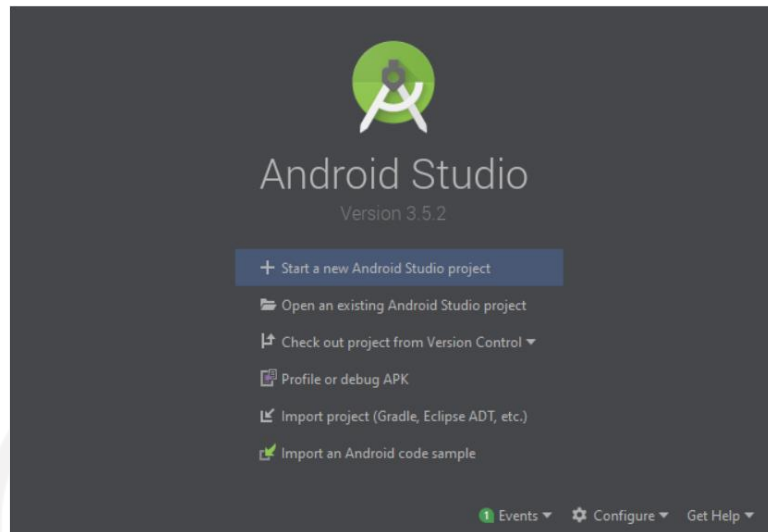 Android Studio
Version 3.5.2
Start a new Android Studio project
Open an existing Android Studio project
Check out project from Version Control
Profile or debug APK
Import project (Gradle, Eclipse ADT, etc.)
Import an Android code sample
1 Events Configure Get Help